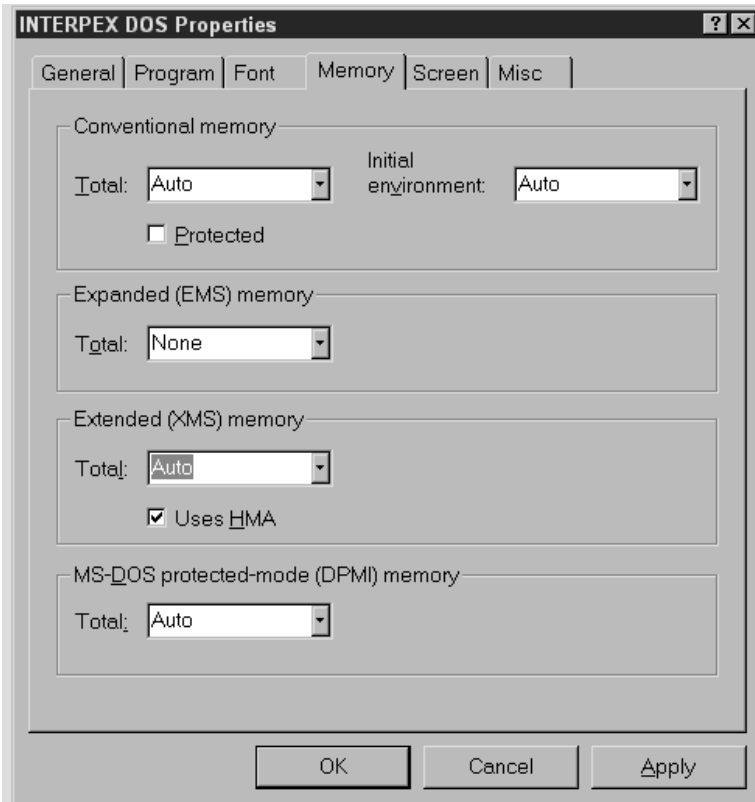 INTERPEX DOS Properties
General Program Font Memory Screen Misc
Conventional memory
Total: Auto
Initial environment: Auto
Protected
Expanded (EMS) memory
Total: None
Extended (XMS) memory
Total: Auto
Uses HMA
MS-DOS protected-mode (DPMI) memory
Total: Auto
OK Cancel Apply